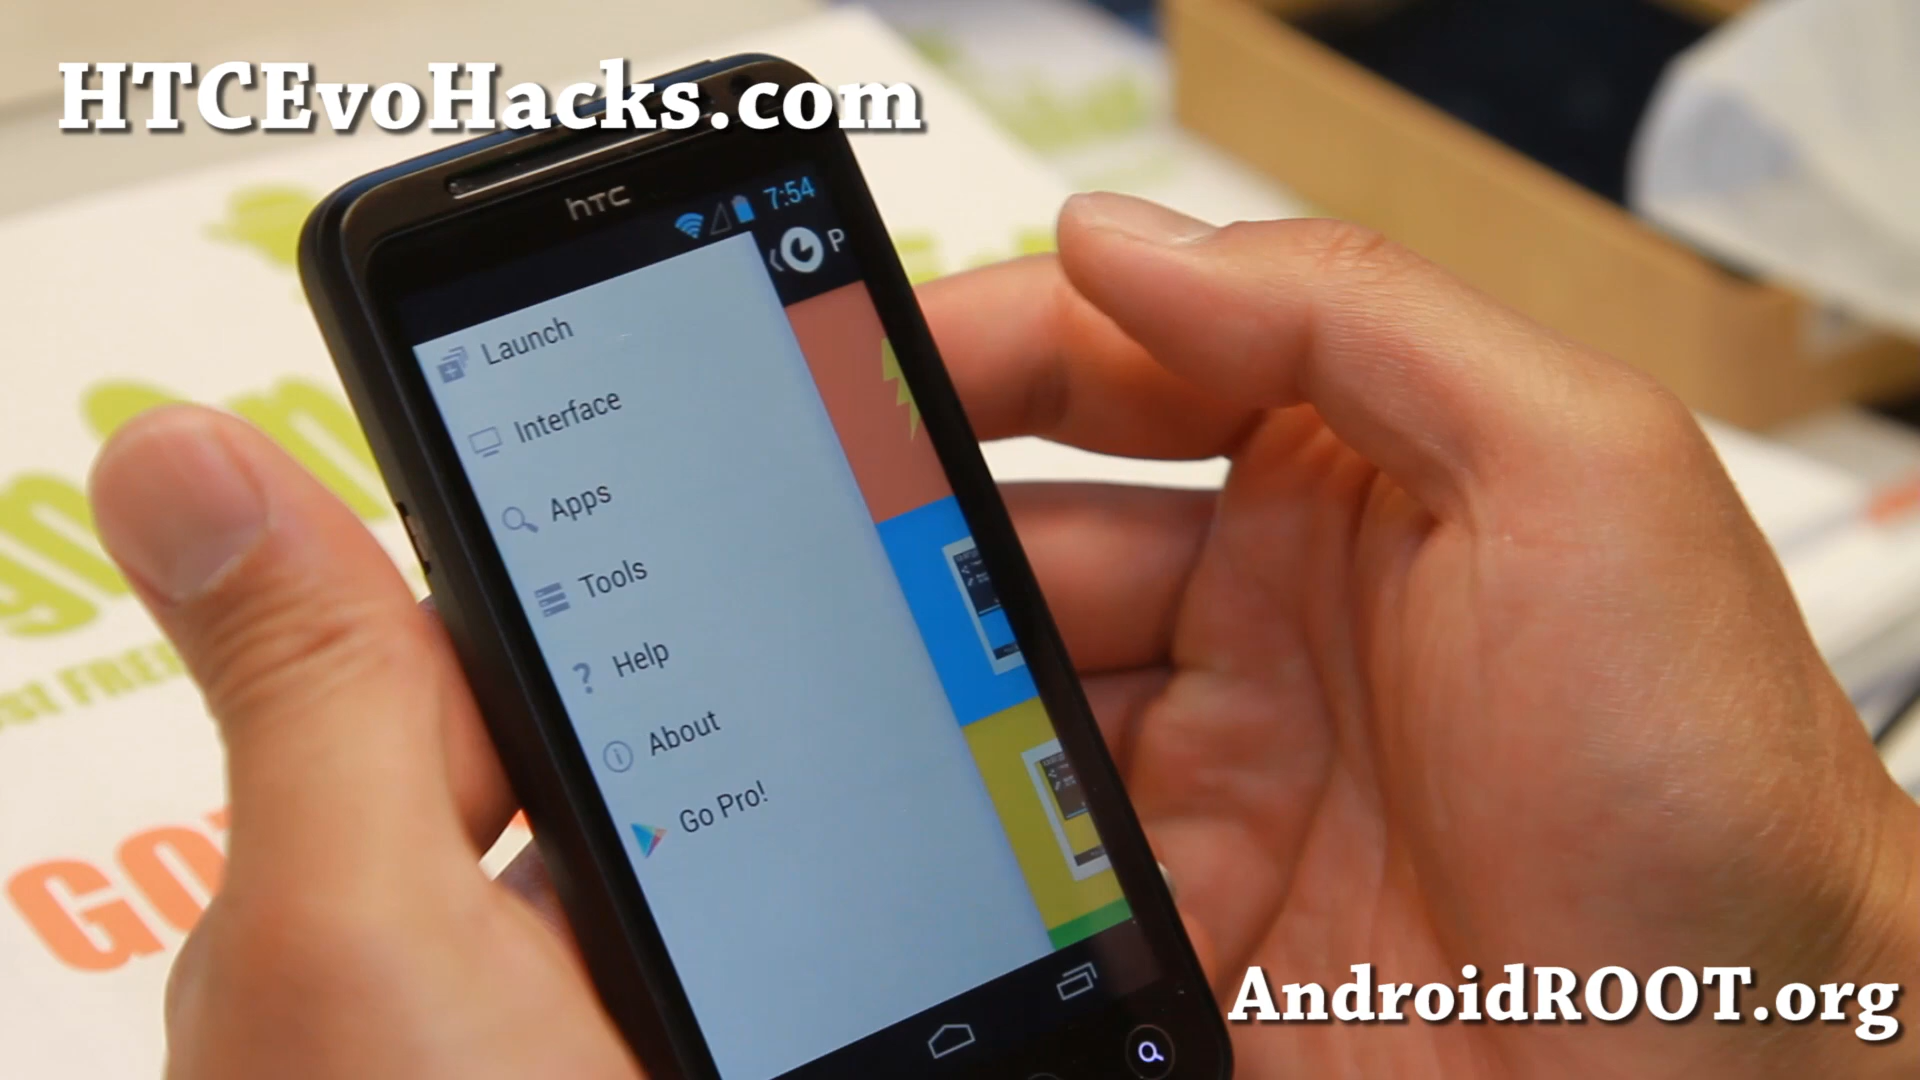 HTCEvoHacks.com
hTC
7:54
P
Launch
Interface
Apps
Tools
Help
About
Go Pro!
AndroidROOT.org